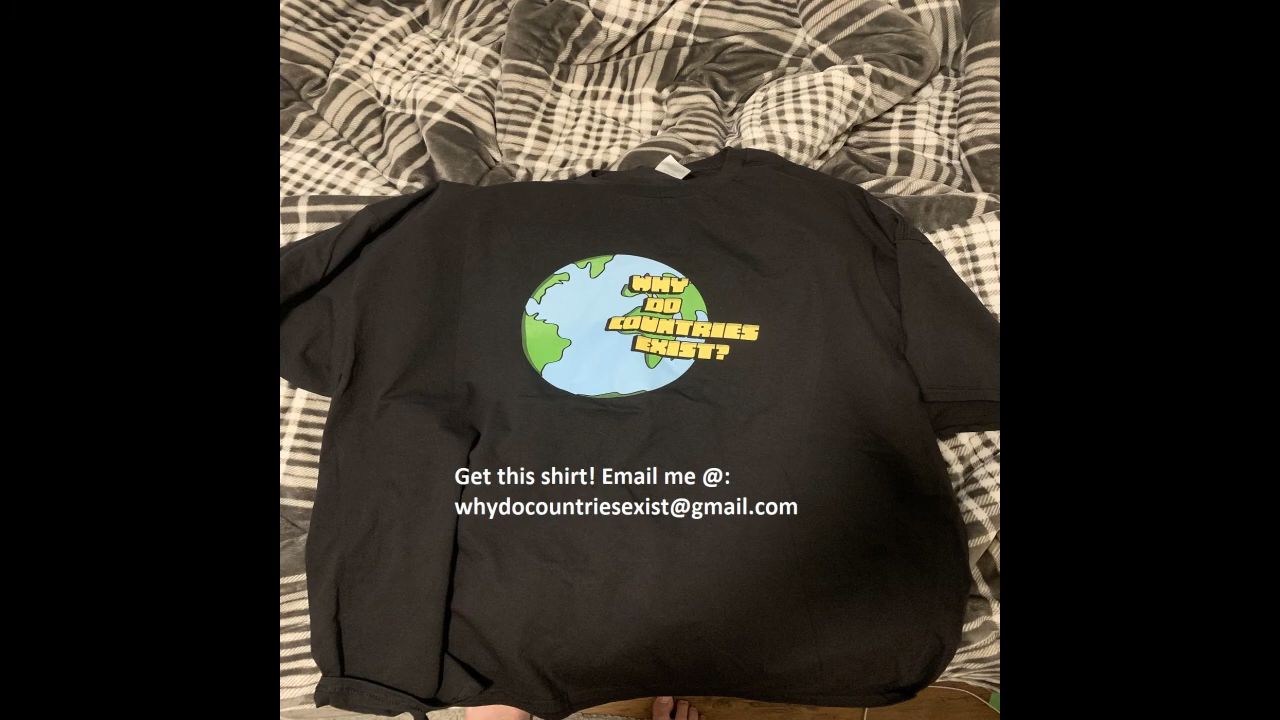 WHY
DO
COUNTRIES
EXIST?
Get this shirt! Email me @:
whydocountriesexist@gmail.com